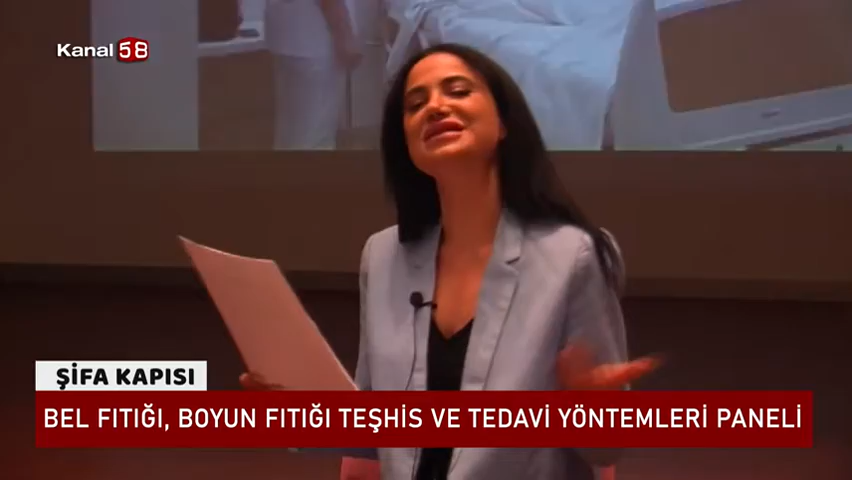 Kanal 58
ŞİFA KAPISI
BEL FITIĞI, BOYUN FITIĞI TEŞHİS VE TEDAVİ YÖNTEMLERİ PANELİ